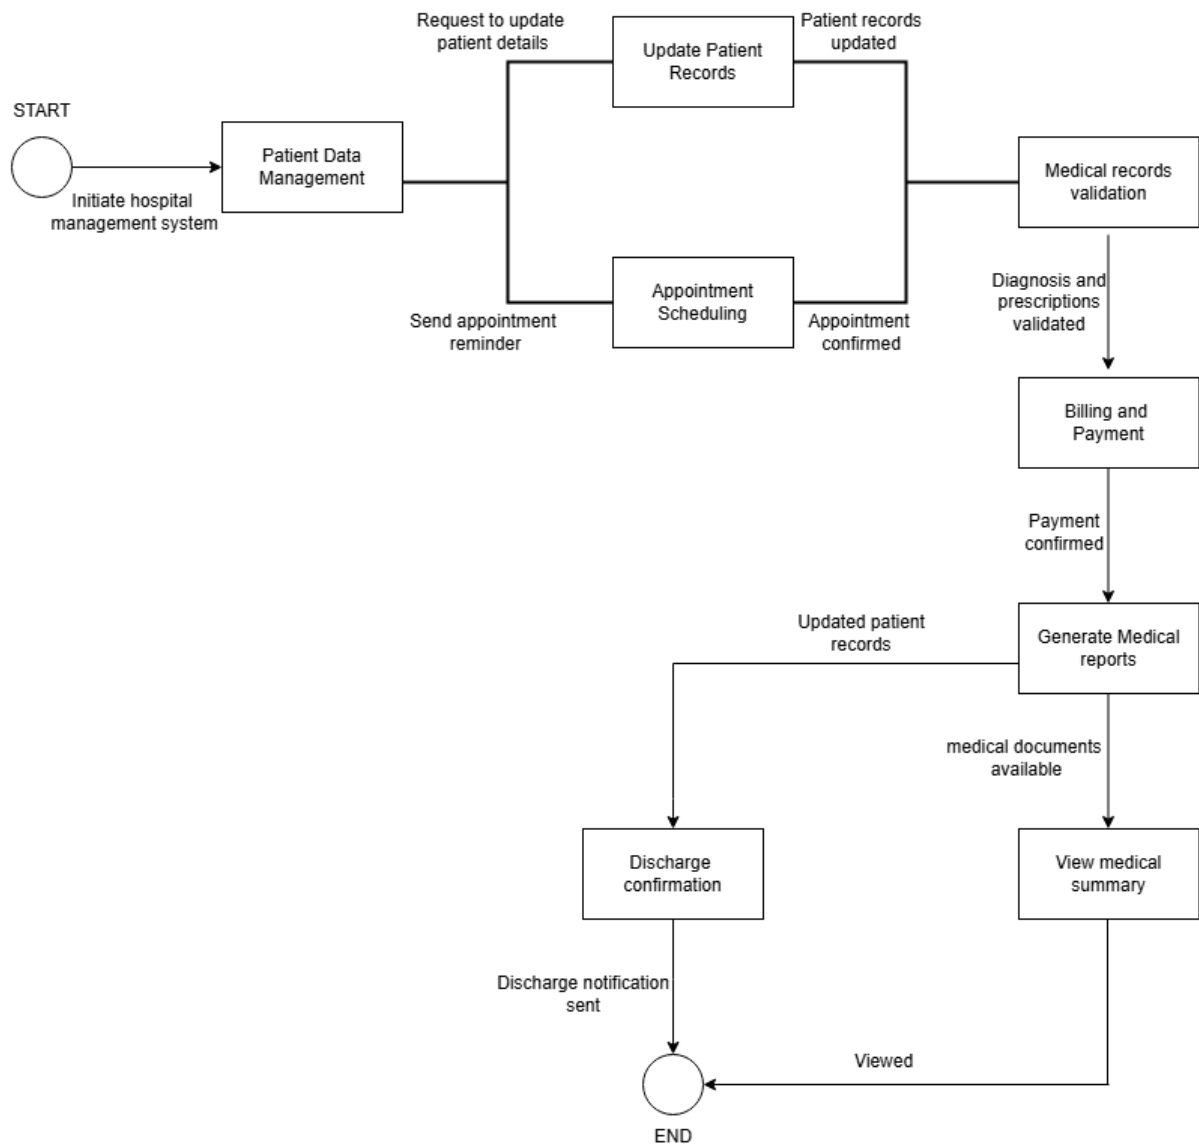 Request to update
patient details
Update Patient
Records
Patient records
updated
START
Patient Data
Management
Initiate hospital
management system
Medical records
validation
Appointment
Scheduling
Send appointment
reminder
Appointment
confirmed
Diagnosis and
prescriptions
validated
Billing and
Payment
Payment
confirmed
Updated patient
records
Generate Medical
reports
medical documents
available
Discharge
confirmation
View medical
summary
Discharge notification
sent
Viewed
END